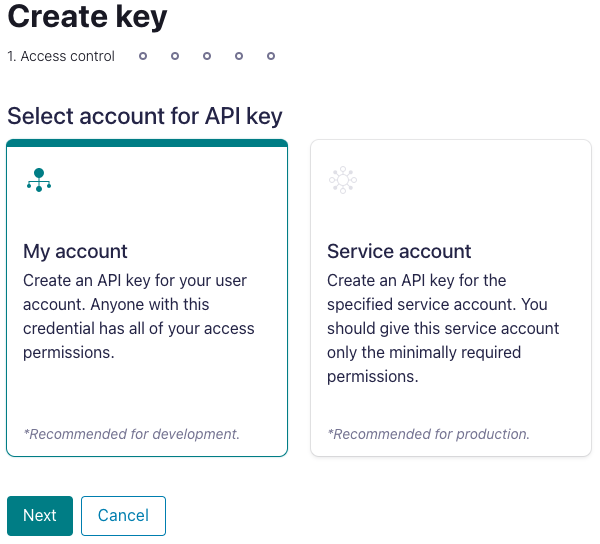 Create key
1. Access control
Select account for API key
My account
Create an API key for your user
account. Anyone with this
credential has all of your access
permissions.
*Recommended for development.
Service account
Create an API key for the
specified service account. You
should give this service account
only the minimally required
permissions.
*Recommended for production.
Next
Cancel